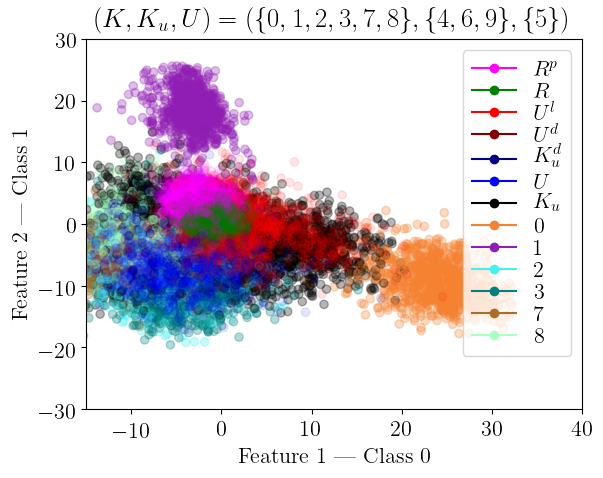 (K, K_u, U) = ({0, 1, 2, 3, 7, 8}, {4, 6, 9}, {5})
30
20
10
0
−10
−20
−30
Feature 2 — Class 1
R^p
R
U^l
U^d
K_u^d
U
K_u
0
1
2
3
7
8
−10
0
10
20
30
40
Feature 1 — Class 0